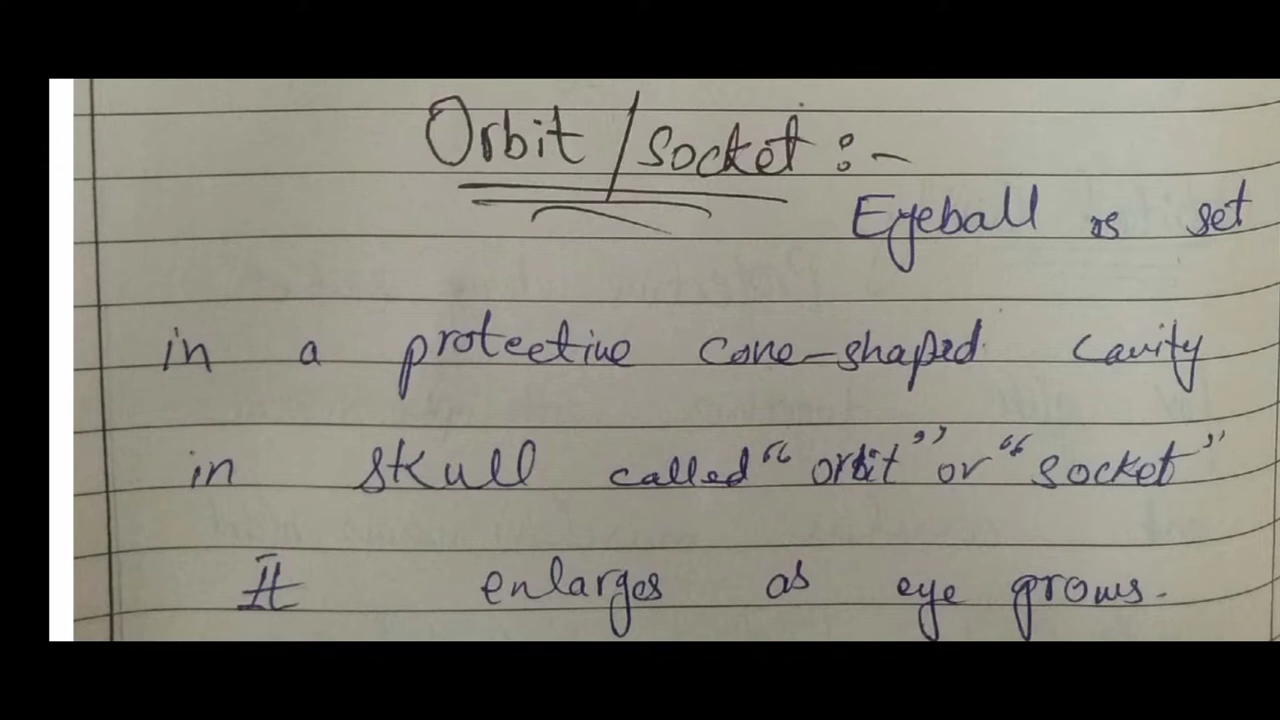 Orbit / Socket :-
Eyeball is set
in a protective cone-shaped cavity
in skull called "orbit" or "socket"
It enlarges as eye grows.